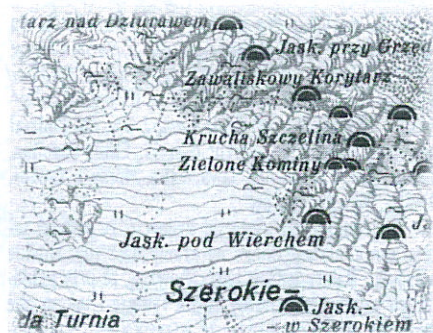 tarz nad Dziurawem
Jask. przy Grzęd
Zawaliskowy Korytarz
Krucha Szczelina
Zielone Kominy
J
Jask. pod Wierchem
Szerokie-
Jask.-
w Szerokiem
da Turnia